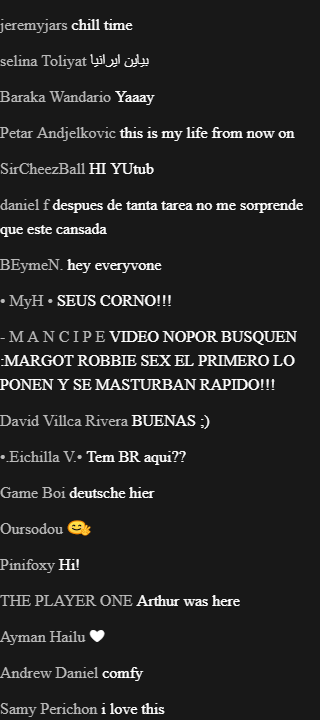 jeremyjars chill time
selina Toliyat بیاین ایرانیا
Baraka Wandario Yaaay
Petar Andjelkovic this is my life from now on
SirCheezBall HI YUtub
daniel f despues de tanta tarea no me sorprende
que este cansada
BEymeN. hey everyvone
• MyH • SEUS CORNO!!!
- M A N C I P E VIDEO NOPOR BUSQUEN
:MARGOT ROBBIE SEX EL PRIMERO LO
PONEN Y SE MASTURBAN RAPIDO!!!
David Villca Rivera BUENAS ;)
•.Eichilla V.• Tem BR aqui??
Game Boi deutsche hier
Oursodou
Pinifoxy Hi!
THE PLAYER ONE Arthur was here
Ayman Hailu
Andrew Daniel comfy
Samy Perichon i love this